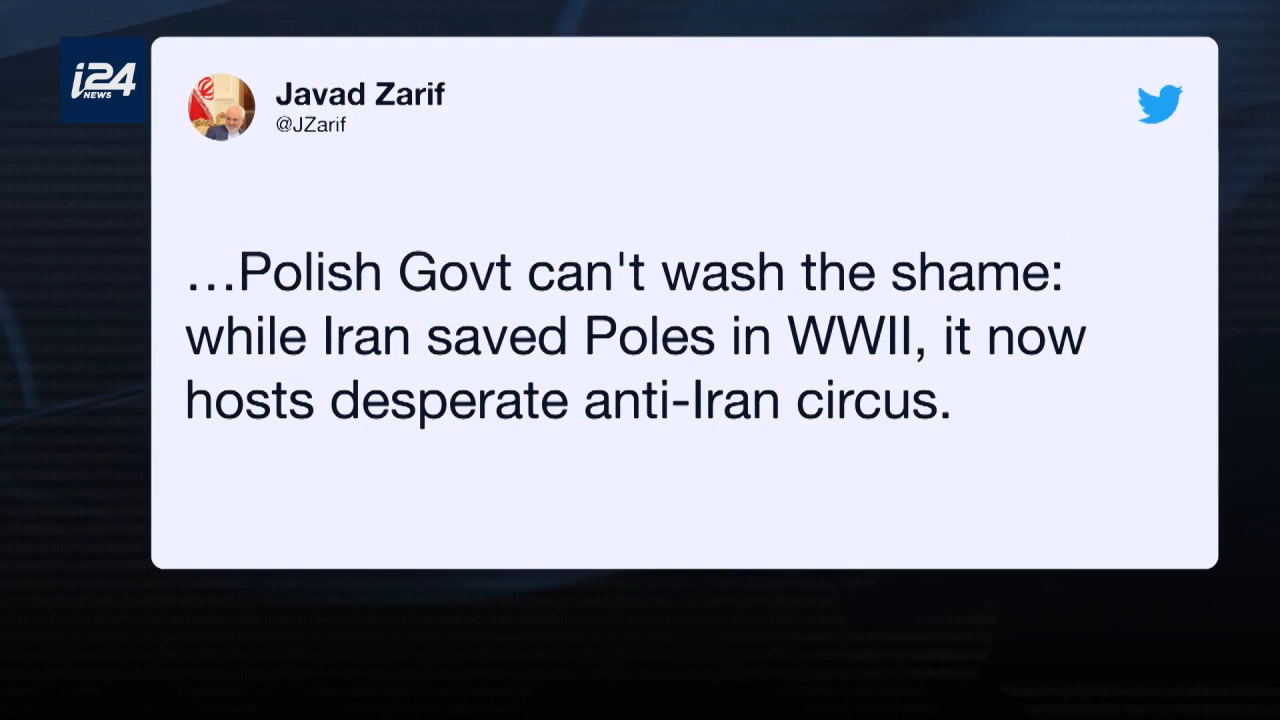 i24
NEWS
Javad Zarif
@JZarif
…Polish Govt can't wash the shame:
while Iran saved Poles in WWII, it now
hosts desperate anti-Iran circus.